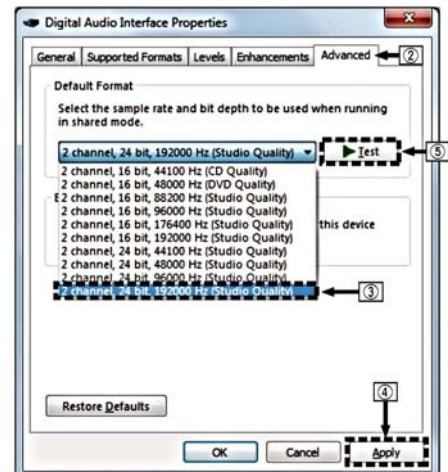 Digital Audio Interface Properties
General Supported Formats Levels Enhancements Advanced ②
Default Format
Select the sample rate and bit depth to be used when running
in shared mode.
2 channel, 24 bit, 192000 Hz (Studio Quality) Test ⑤
2 channel, 16 bit, 44100 Hz (CD Quality)
2 channel, 16 bit, 48000 Hz (DVD Quality)
E 2 channel, 16 bit, 88200 Hz (Studio Quality)
2 channel, 16 bit, 96000 Hz (Studio Quality)
2 channel, 16 bit, 176400 Hz (Studio Quality) this device
2 channel, 16 bit, 192000 Hz (Studio Quality)
2 channel, 24 bit, 44100 Hz (Studio Quality)
2 channel, 24 bit, 48000 Hz (Studio Quality)
2 channel, 24 bit, 96000 Hz (Studio Quality)
2 channel, 24 bit, 192000 Hz (Studio Quality) ③
④
Restore Defaults
OK Cancel Apply